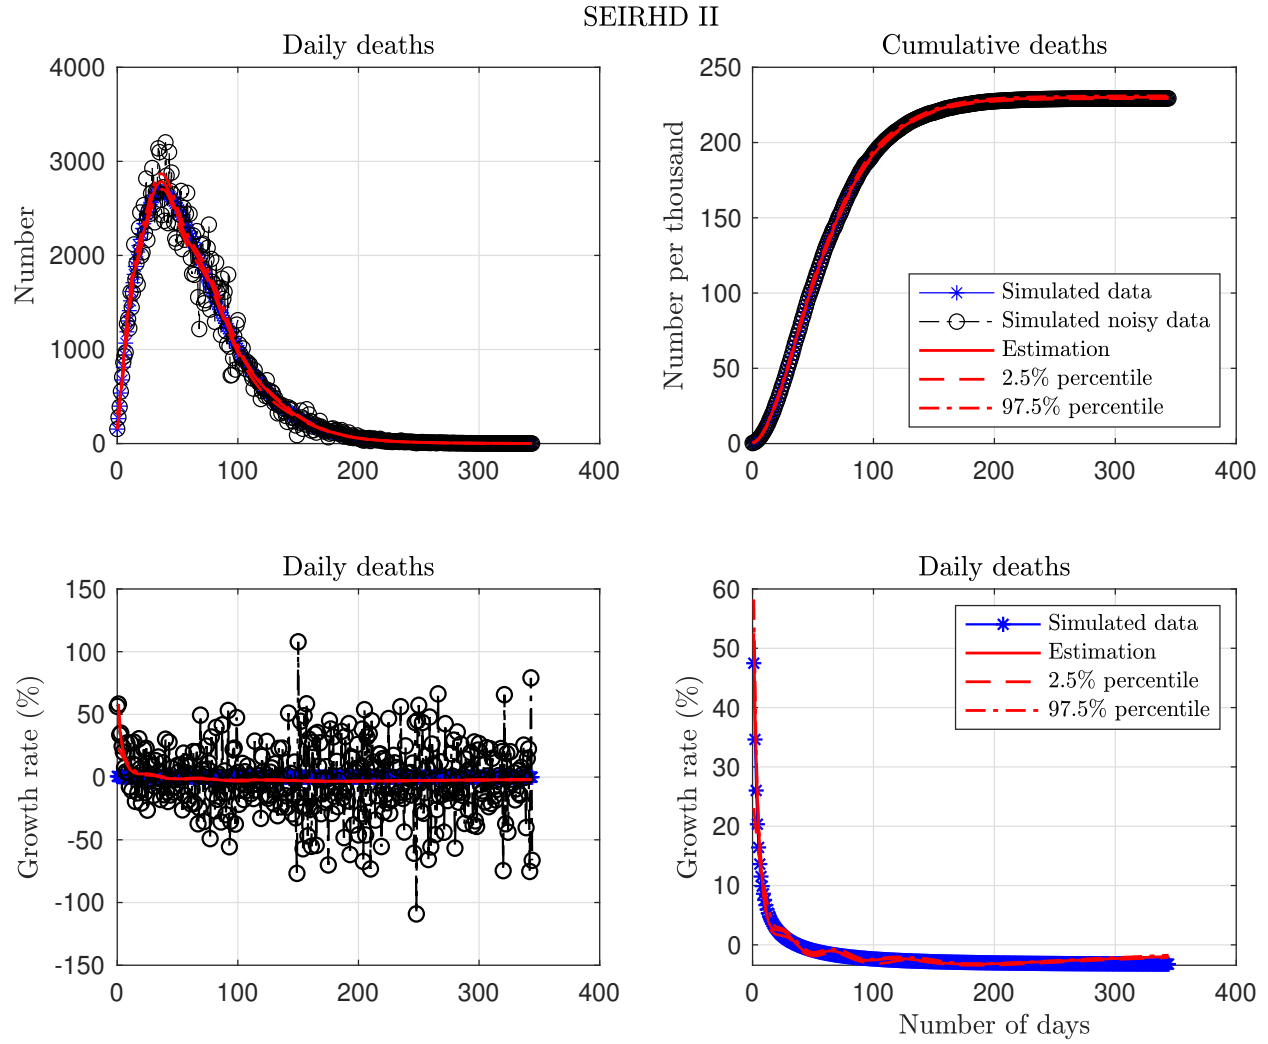 SEIRHD II
Daily deaths
Number
4000
3000
2000
1000
0
0 100 200 300 400
Cumulative deaths
Number per thousand
250
200
150
100
50
0
0 100 200 300 400
Simulated data
Simulated noisy data
Estimation
2.5% percentile
97.5% percentile
Daily deaths
Growth rate (%)
150
100
50
0
-50
-100
-150
0 100 200 300 400
Daily deaths
Growth rate (%)
60
50
40
30
20
10
0
0 100 200 300 400
Number of days
Simulated data
Estimation
2.5% percentile
97.5% percentile